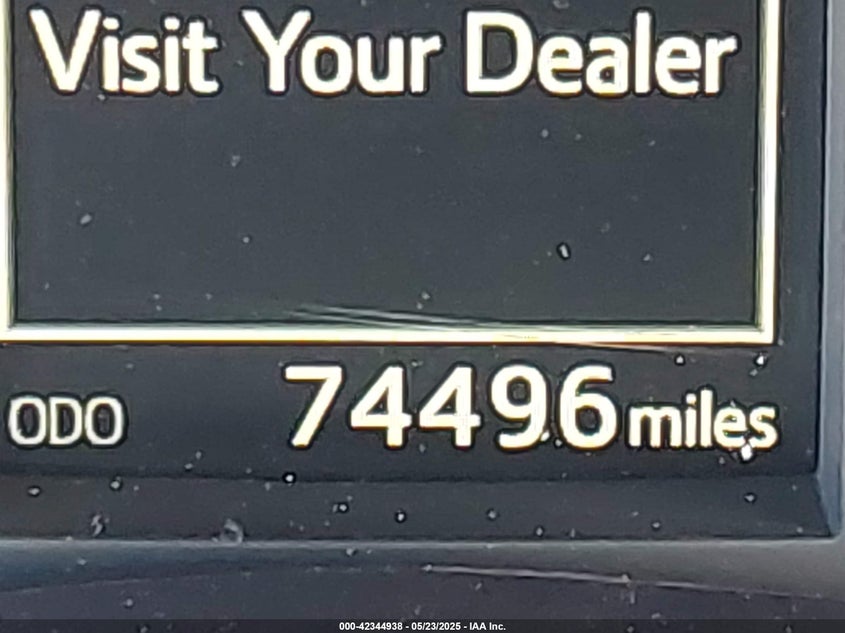 Visit Your Dealer
ODO 74496 miles
000-42344938 - 05/23/2025 - IAA Inc.